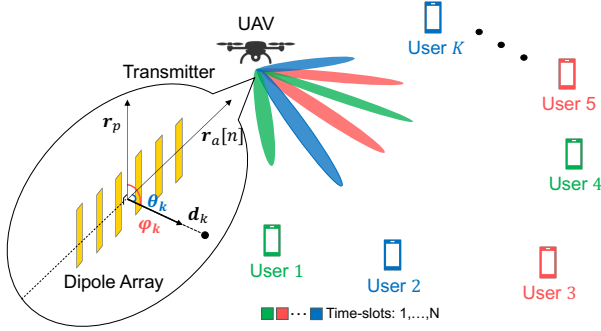 UAV
Transmitter
User K
User 5
r_p
r_a[n]
User 4
θ_k
d_k
φ_k
Dipole Array
User 1
User 2
User 3
Time-slots: 1,…,N